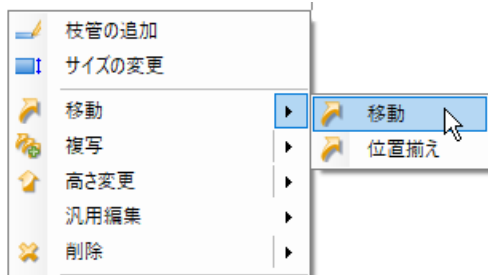 枝管の追加
サイズの変更
移動
複写
高さ変更
汎用編集
削除
移動
位置揃え